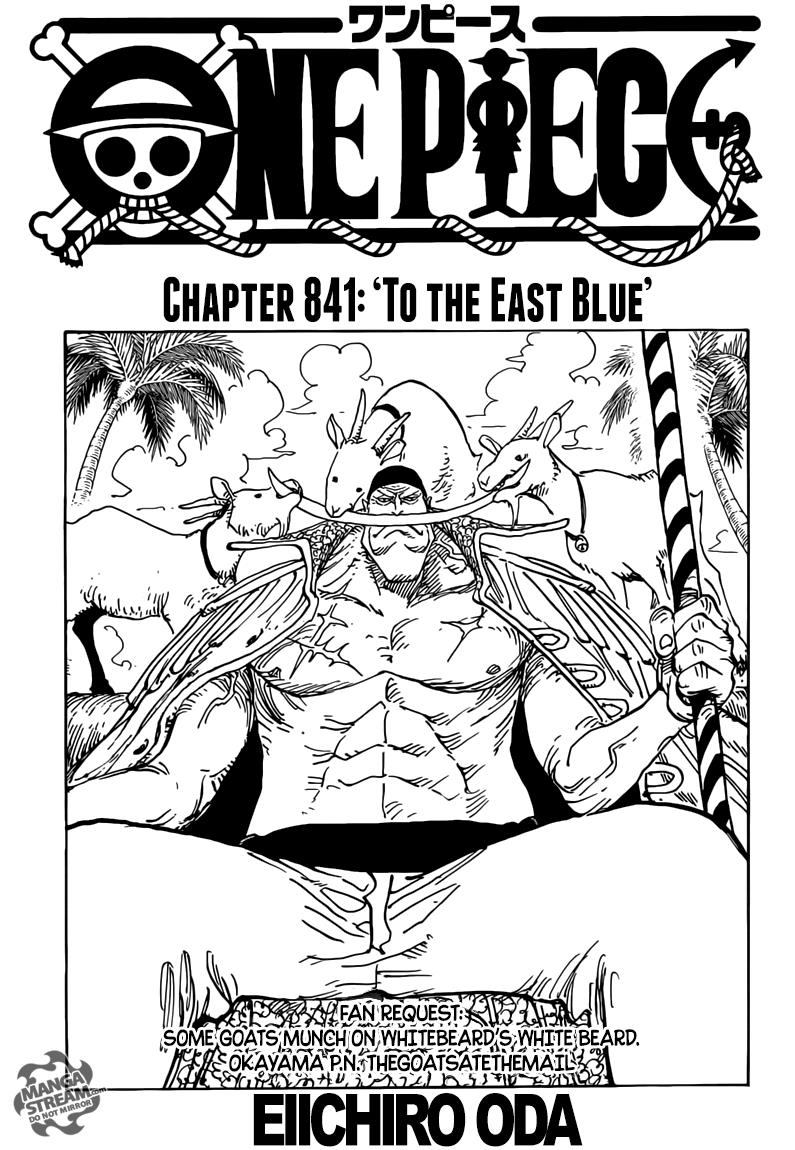 ワンピース
ONE PIECE
CHAPTER 841: 'TO THE EAST BLUE'
FAN REQUEST:
SOME GOATS MUNCH ON WHITEBEARD'S WHITE BEARD.
OKAYAMA P.N. THEGOATSATETHEMAIL
MANGA
STREAM.com
DO NOT MIRROR
EIICHIRO ODA